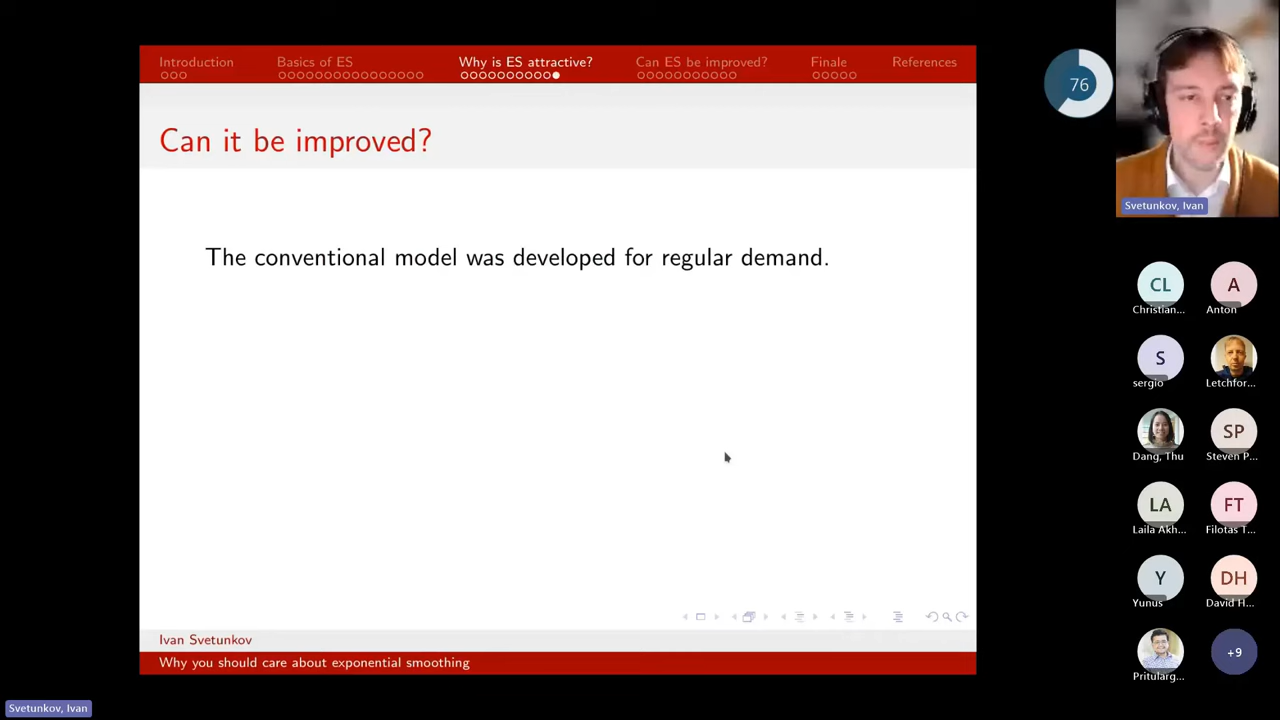 Introduction
Basics of ES
Why is ES attractive?
Can ES be improved?
Finale
References
76
Can it be improved?
The conventional model was developed for regular demand.
Ivan Svetunkov
Why you should care about exponential smoothing
Svetunkov, Ivan
CL
Christian...
A
Anton
S
sergio
Letchfor...
Dang, Thu
SP
Steven P...
LA
Laila Akh...
FT
Filotas T...
Y
Yunus
DH
David H...
Pritularg...
+9
Svetunkov, Ivan